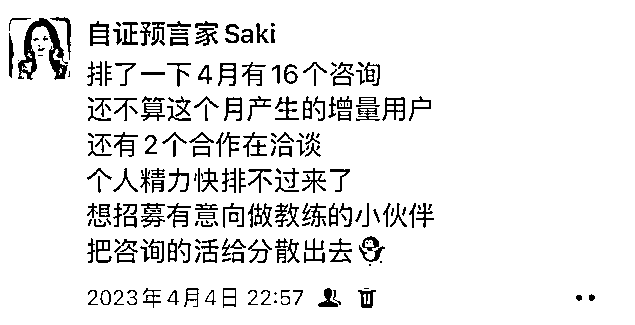 自证预言家Saki
排了一下4月有16个咨询
还不算这个月产生的增量用户
还有2个合作在洽谈
个人精力快排不过来了
想招募有意向做教练的小伙伴
把咨询的活给分散出去
2023年4月4日 22:57